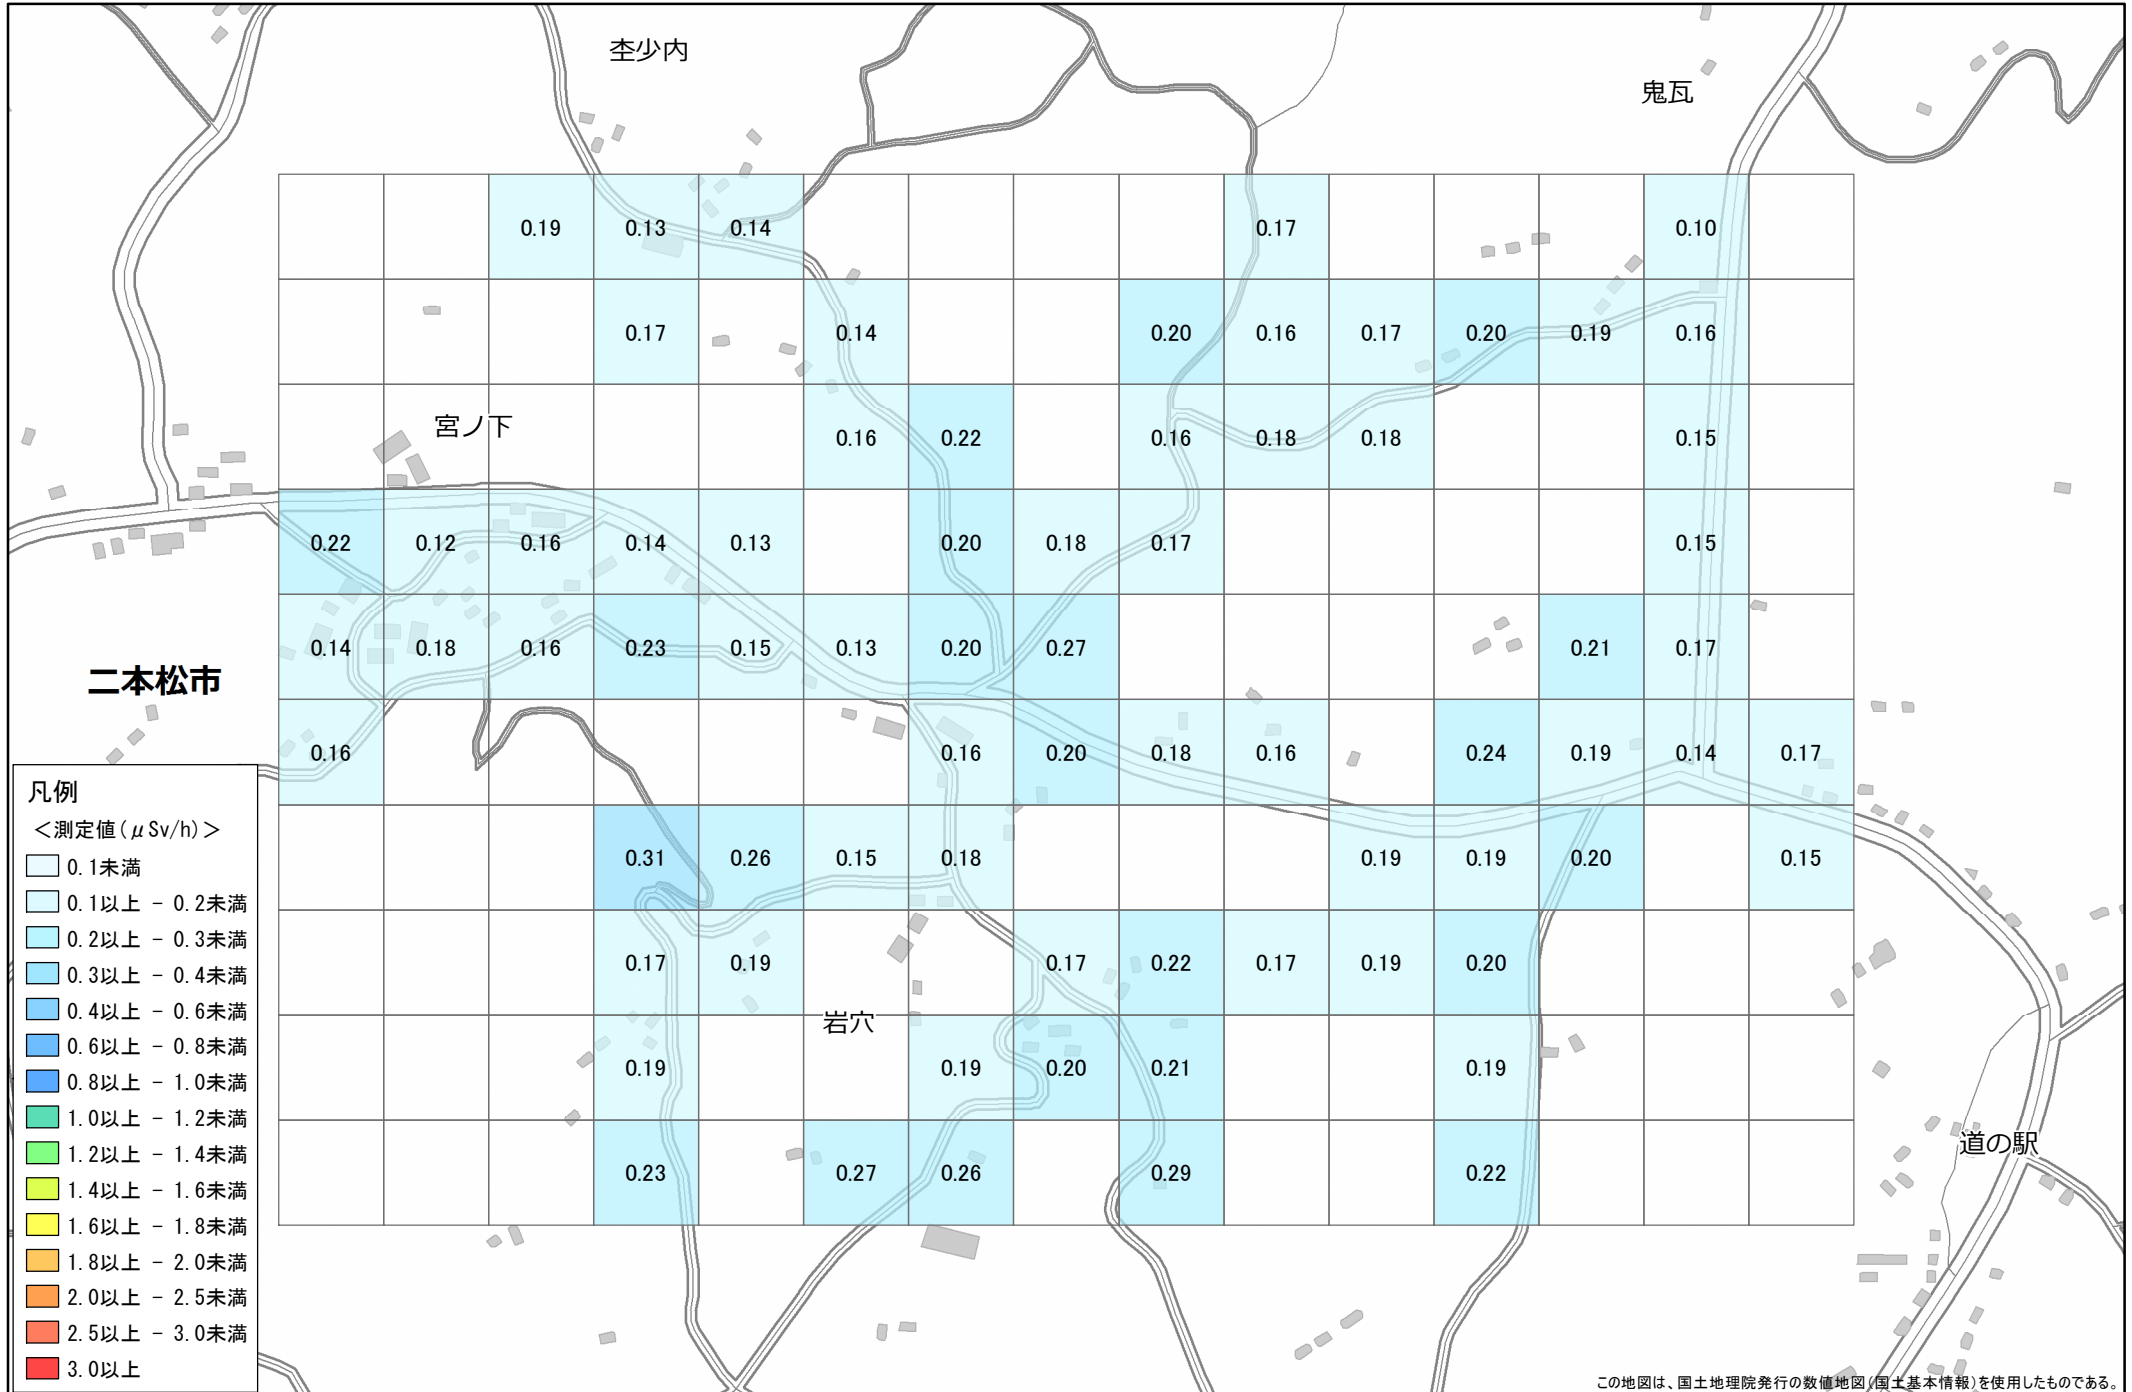 杢少内
鬼瓦
0.19 0.13 0.14 0.17 0.10
0.17 0.14 0.20 0.16 0.17 0.20 0.19 0.16
宮ノ下
0.16 0.22 0.16 0.18 0.18 0.15
0.22 0.12 0.16 0.14 0.13 0.20 0.18 0.17 0.15
0.14 0.18 0.16 0.23 0.15 0.13 0.20 0.27 0.21 0.17
二本松市
0.16 0.16 0.20 0.18 0.16 0.24 0.19 0.14 0.17
0.31 0.26 0.15 0.18 0.19 0.19 0.20 0.15
0.17 0.19 0.17 0.22 0.17 0.19 0.20
岩穴
0.19 0.19 0.20 0.21 0.19
道の駅
0.23 0.27 0.26 0.29 0.22
凡例
＜測定値(μSv/h)＞
0.1未満
0.1以上 - 0.2未満
0.2以上 - 0.3未満
0.3以上 - 0.4未満
0.4以上 - 0.6未満
0.6以上 - 0.8未満
0.8以上 - 1.0未満
1.0以上 - 1.2未満
1.2以上 - 1.4未満
1.4以上 - 1.6未満
1.6以上 - 1.8未満
1.8以上 - 2.0未満
2.0以上 - 2.5未満
2.5以上 - 3.0未満
3.0以上
この地図は、国土地理院発行の数値地図(国土基本情報)を使用したものである。